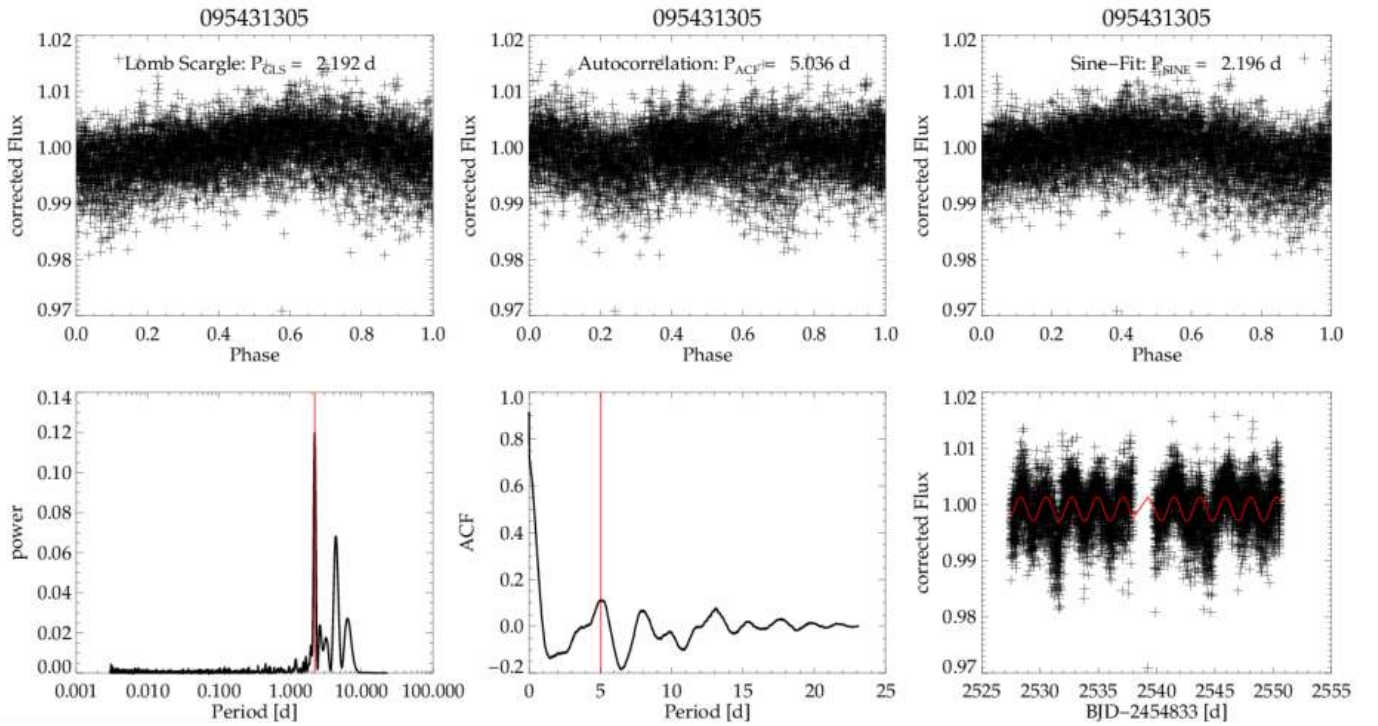 095431305
095431305
095431305
Lomb Scargle: P_GLS = 2.192 d
Autocorrelation: P_ACF = 5.036 d
Sine-Fit: P_SINE = 2.196 d
corrected Flux
1.02
1.01
1.00
0.99
0.98
0.97
0.0 0.2 0.4 0.6 0.8 1.0
Phase
corrected Flux
1.02
1.01
1.00
0.99
0.98
0.97
0.0 0.2 0.4 0.6 0.8 1.0
Phase
corrected Flux
1.02
1.01
1.00
0.99
0.98
0.97
0.0 0.2 0.4 0.6 0.8 1.0
Phase
power
0.14
0.12
0.10
0.08
0.06
0.04
0.02
0.00
0.001 0.010 0.100 1.000 10.000 100.000
Period [d]
ACF
1.0
0.8
0.6
0.4
0.2
0.0
-0.2
0 5 10 15 20 25
Period [d]
corrected Flux
1.02
1.01
1.00
0.99
0.98
0.97
2525 2530 2535 2540 2545 2550 2555
BJD-2454833 [d]